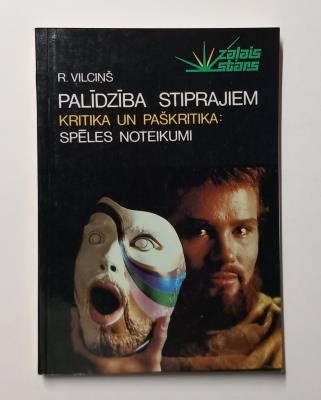 zaļais
stars
R. VILCIŅŠ
PALĪDZĪBA STIPRAJIEM
KRITIKA UN PAŠKRITIKA:
SPĒLES NOTEIKUMI